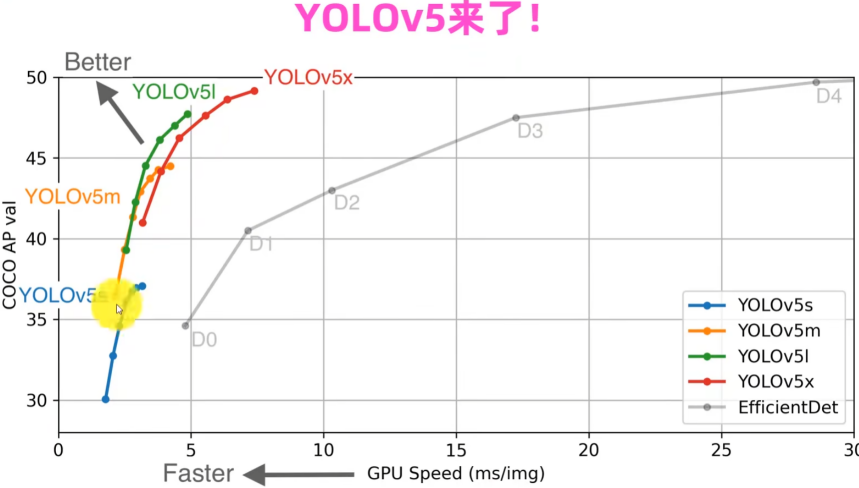 YOLOv5来了！
Better
50
YOLOv5x
YOLOv5l
D4
D3
45
YOLOv5m
D2
40
D1
COCO AP val
YOLOv5s
35
D0
30
YOLOv5s
YOLOv5m
YOLOv5l
YOLOv5x
EfficientDet
0
5
10
15
20
25
30
Faster
GPU Speed (ms/img)